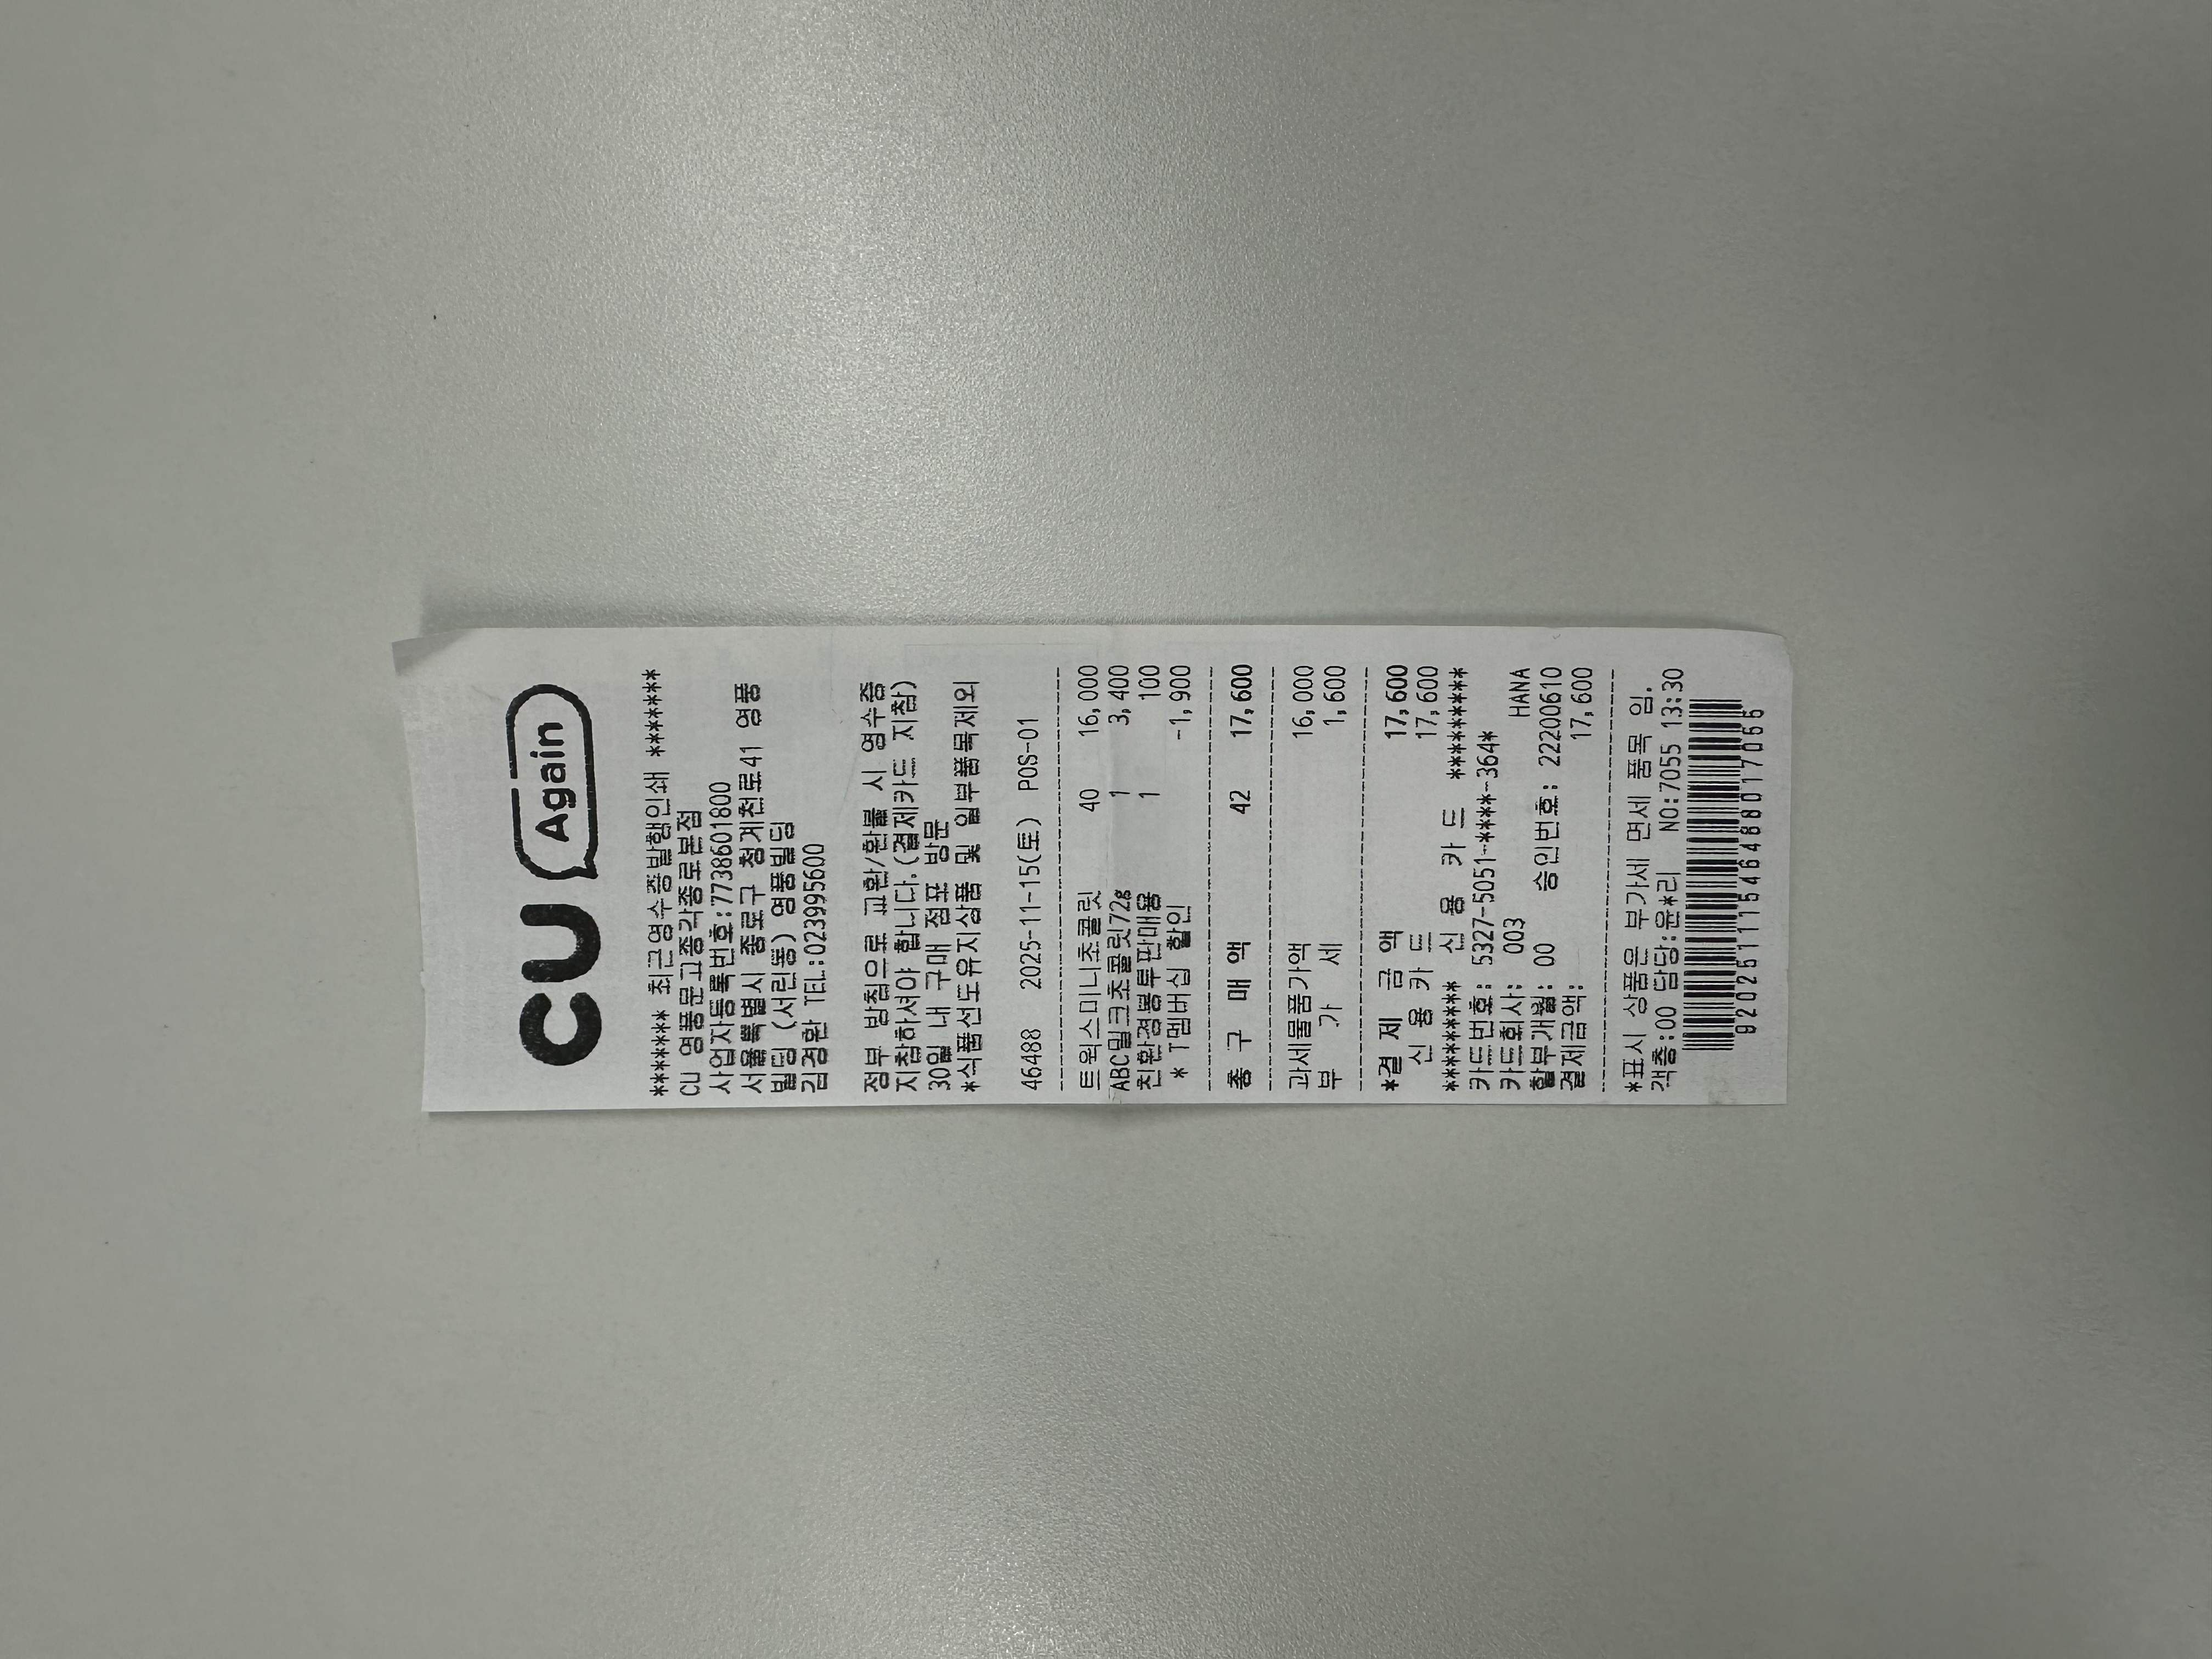 CU Again
******* 최근영수증발행인쇄 *******
CU 영풍문고종각종로본점
사업자등록번호:7738601800
서울특별시 종로구 청계천로41 영풍
빌딩 (서린동) 영풍빌딩
김경환 TEL:023995600
정부 방침으로 교환/환불 시 영수증
지참하셔야 합니다.(결제카드 지참)
30일 내 구매 점포 방문
*식품선도유지상품 및 일부품목제외
46488 2025-11-15(토) POS-01
트윅스미니초콜릿 40 16,000
ABC밀크초콜릿72g 1 3,400
친환경봉투판매용 1 100
* T멤버십 할인 -1,900
총 구 매 액 42 17,600
과세물품가액 16,000
부 가 세 1,600
*결 제 금 액 17,600
신 용 카 드 17,600
********* 신 용 카 드 *********
카드번호: 5327-5051-****-364*
카드회사: 003 HANA
할부개월: 00 승인번호: 22200610
결제금액: 17,600
*표시 상품은 부가세 면세 품목 임.
객층:00 담당:윤*리 NO:7055 13:30
92025111546488017055